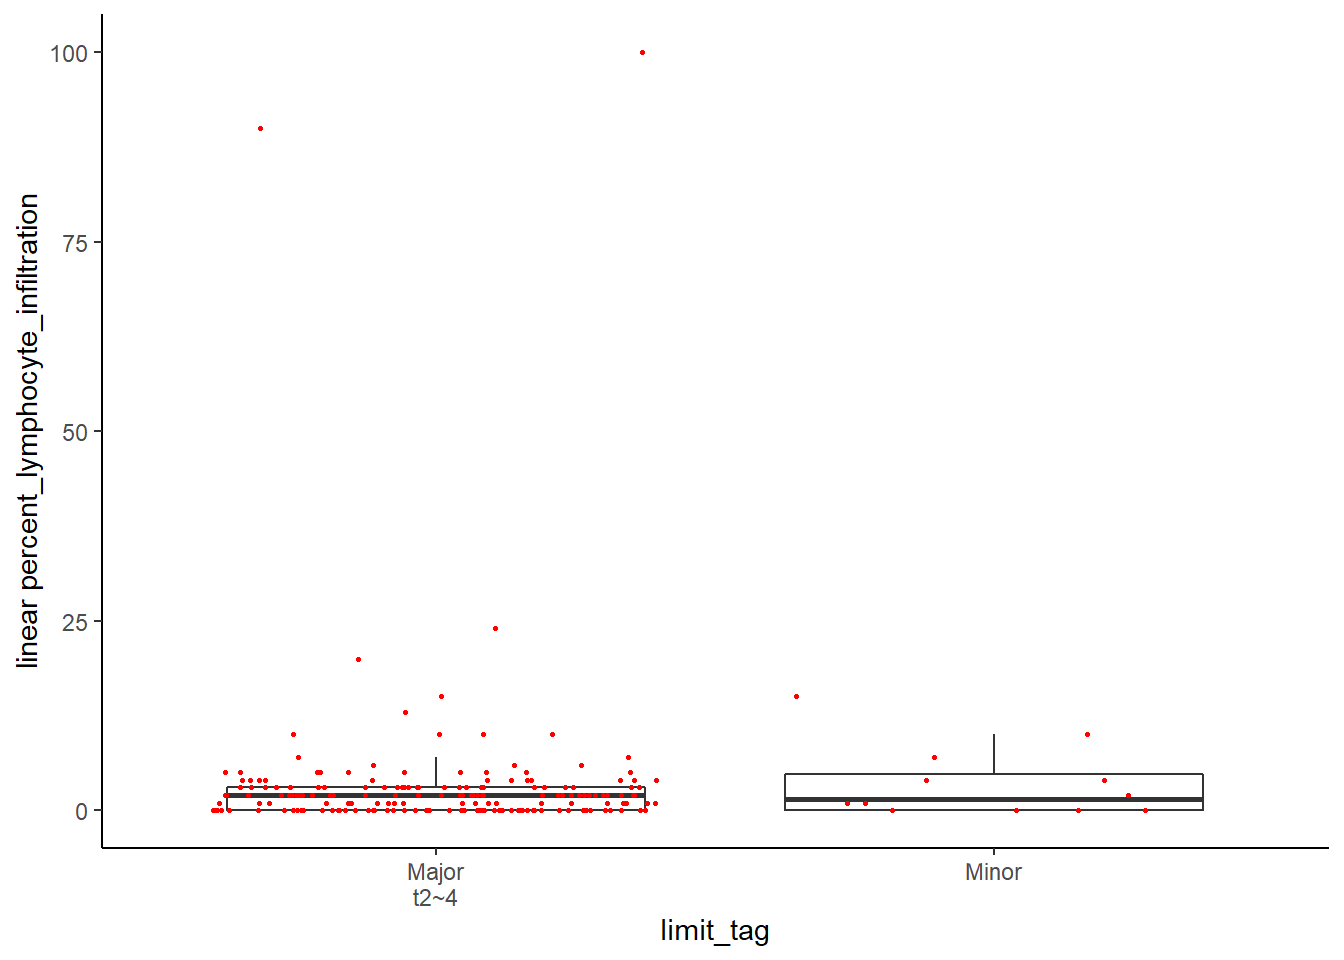 linear percent_lymphocyte_infiltration
100
75
50
25
0
Major
t2~4
Minor
limit_tag